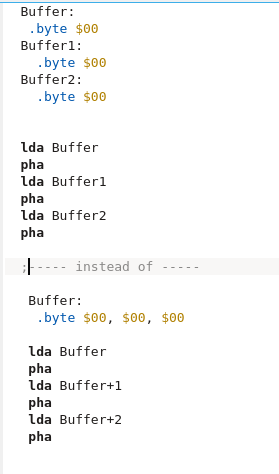 Buffer:
.byte $00
Buffer1:
.byte $00
Buffer2:
.byte $00
lda Buffer
pha
lda Buffer1
pha
lda Buffer2
pha
;----- instead of -----
Buffer:
.byte $00, $00, $00
lda Buffer
pha
lda Buffer+1
pha
lda Buffer+2
pha